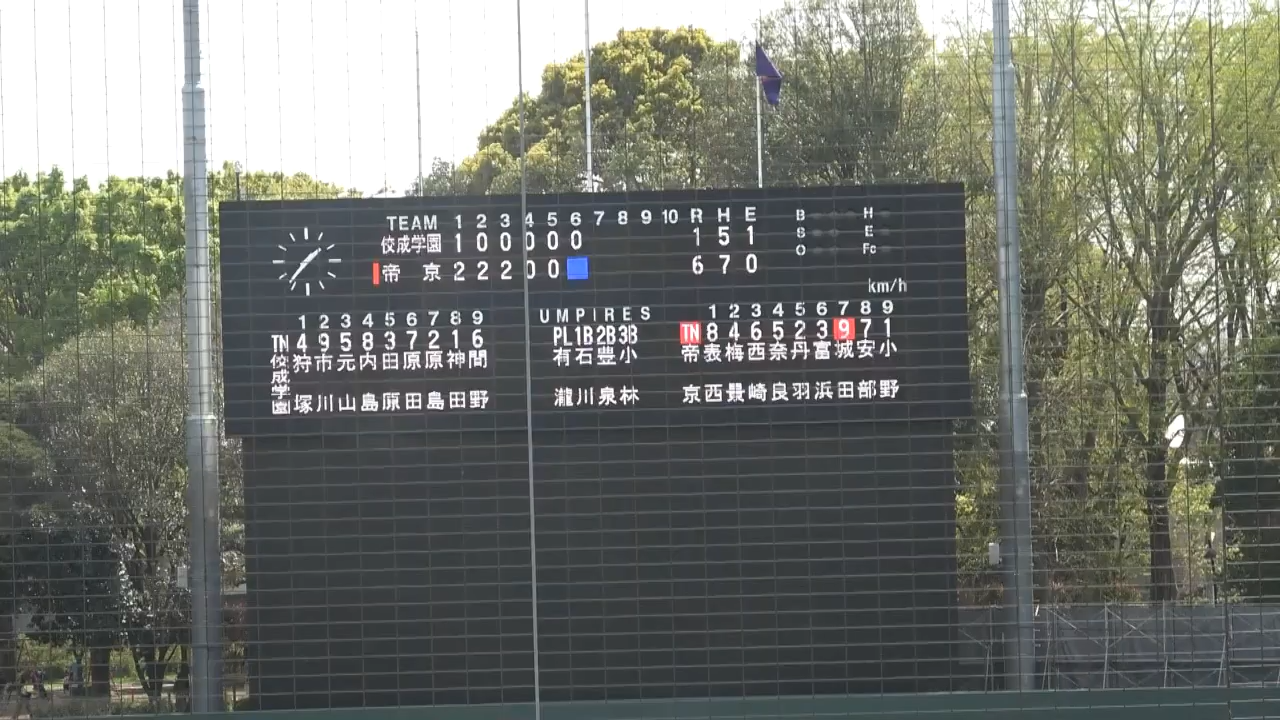 TEAM 1 2 3 4 5 6 7 8 9 10 R H E
佼成学園 1 0 0 0 0 0 1 5 1
帝京 2 2 2 0 0 6 7 0
B H
S E
O Fc
km/h
1 2 3 4 5 6 7 8 9
TN 4 9 5 8 3 7 2 1 6
佼成学園 狩塚 市川 元山 内島 田原 原田 原島 神田 間野
UMPIRES
PL 1B 2B 3B
有瀧 石川 豊泉 小林
1 2 3 4 5 6 7 8 9
TN 8 4 6 5 2 3 9 7 1
帝京 表西 梅景 西崎 奈良 丹羽 富浜 城田 安部 小野